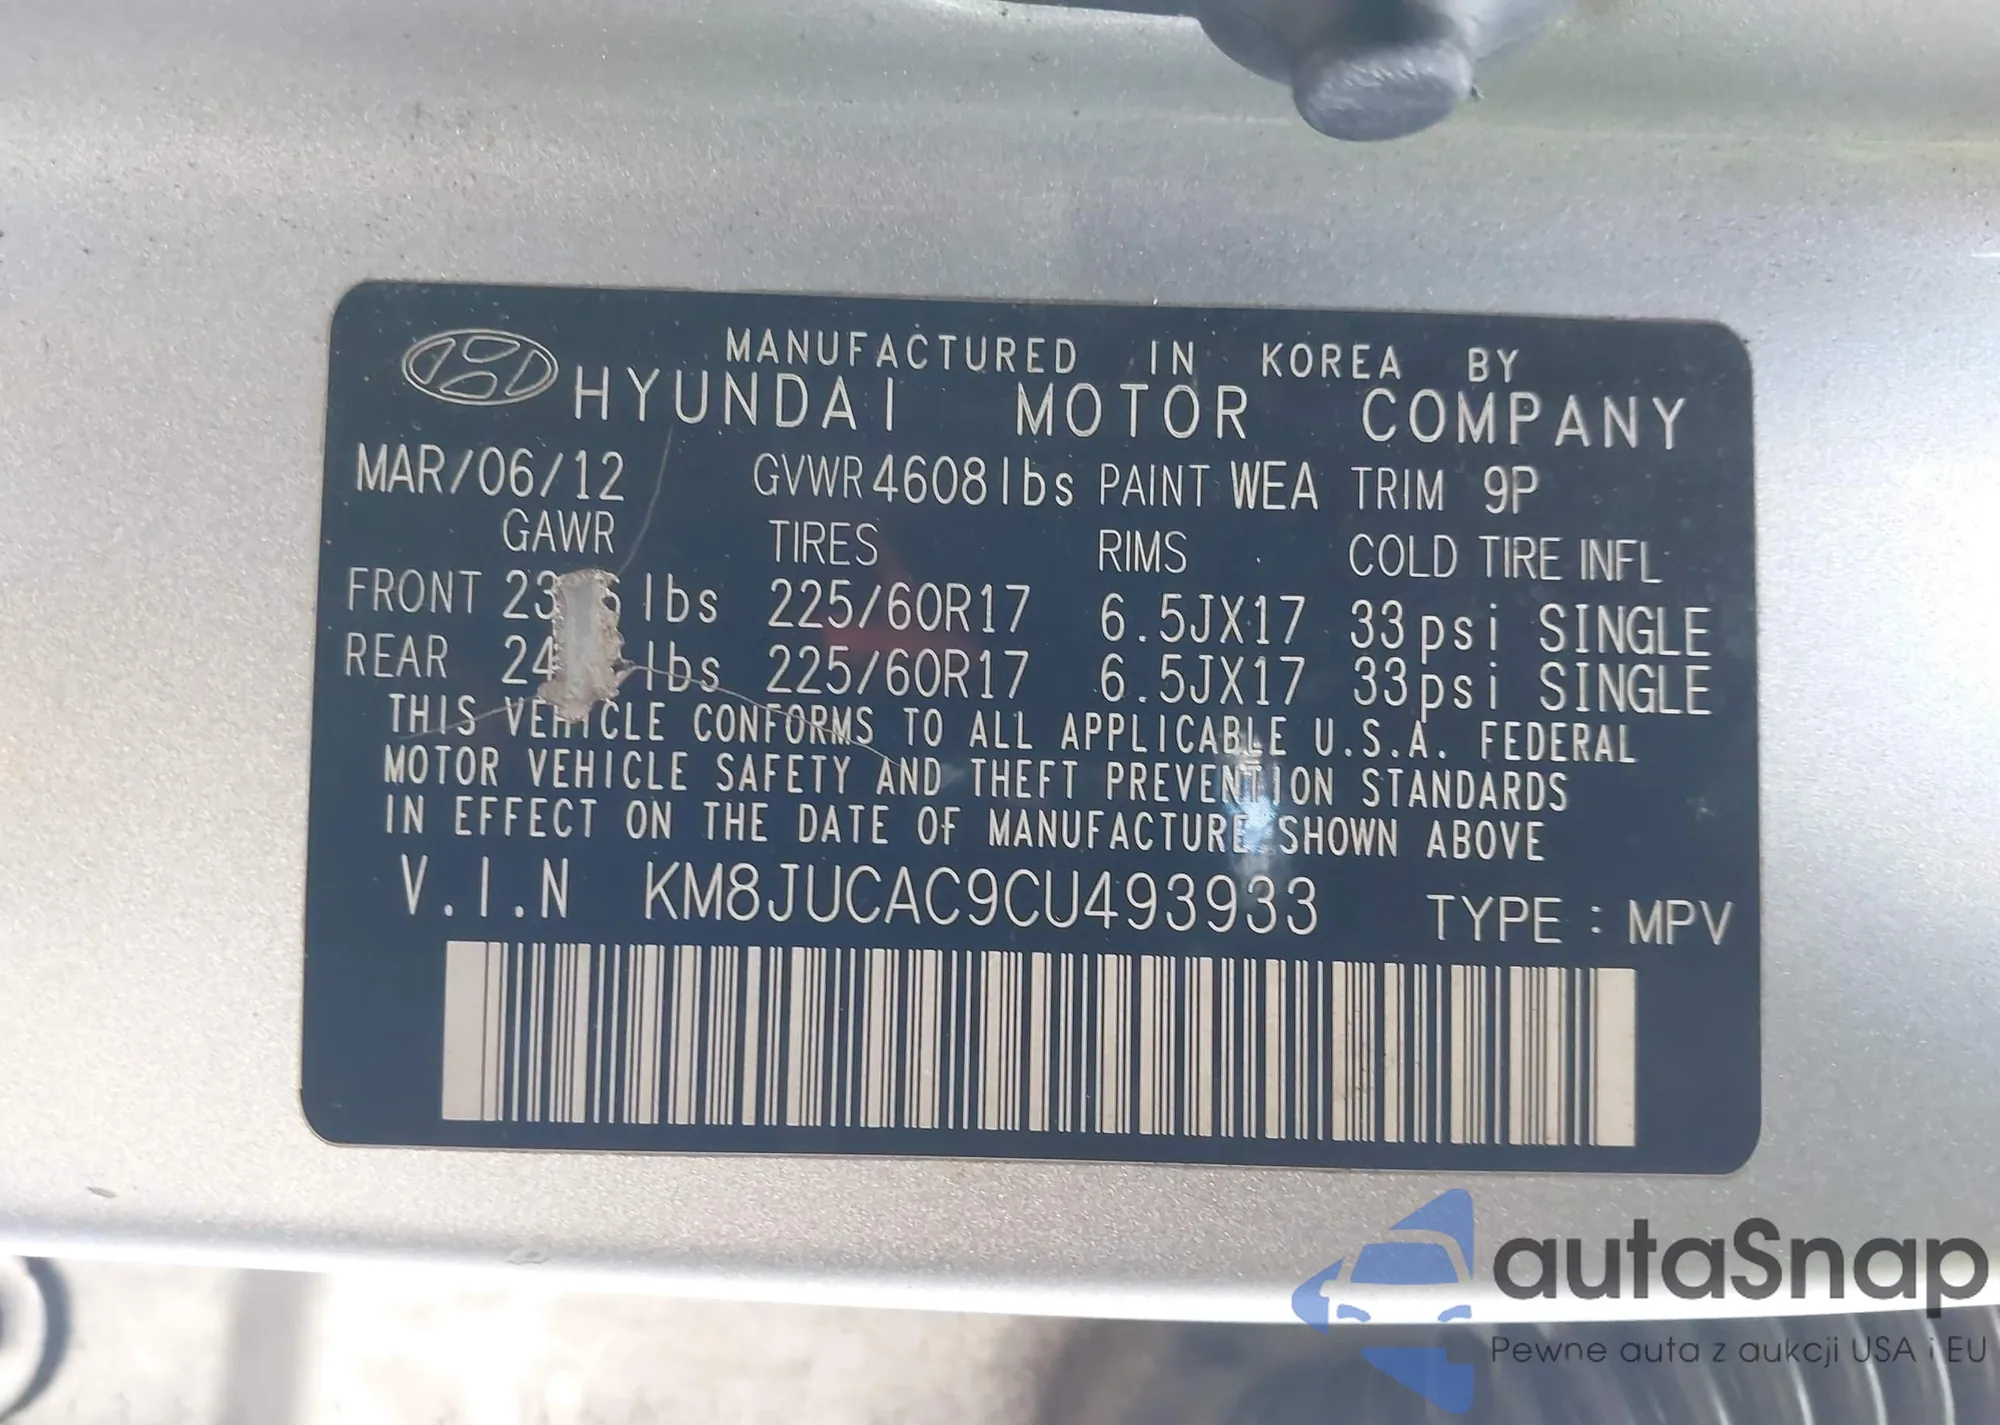 MANUFACTURED IN KOREA BY
HYUNDAI MOTOR COMPANY
MAR/06/12 GVWR 4608lbs PAINT WEA TRIM 9P
GAWR TIRES RIMS COLD TIRE INFL
FRONT lbs 225/60R17 6.5JX17 33psi SINGLE
REAR lbs 225/60R17 6.5JX17 33psi SINGLE
THIS VEHICLE CONFORMS TO ALL APPLICABLE U.S.A. FEDERAL
MOTOR VEHICLE SAFETY AND THEFT PREVENTION STANDARDS
IN EFFECT ON THE DATE OF MANUFACTURE SHOWN ABOVE
V.I.N KM8JUCAC9CU493933 TYPE : MPV
autaSnap
Pewne auta z aukcji USA i EU